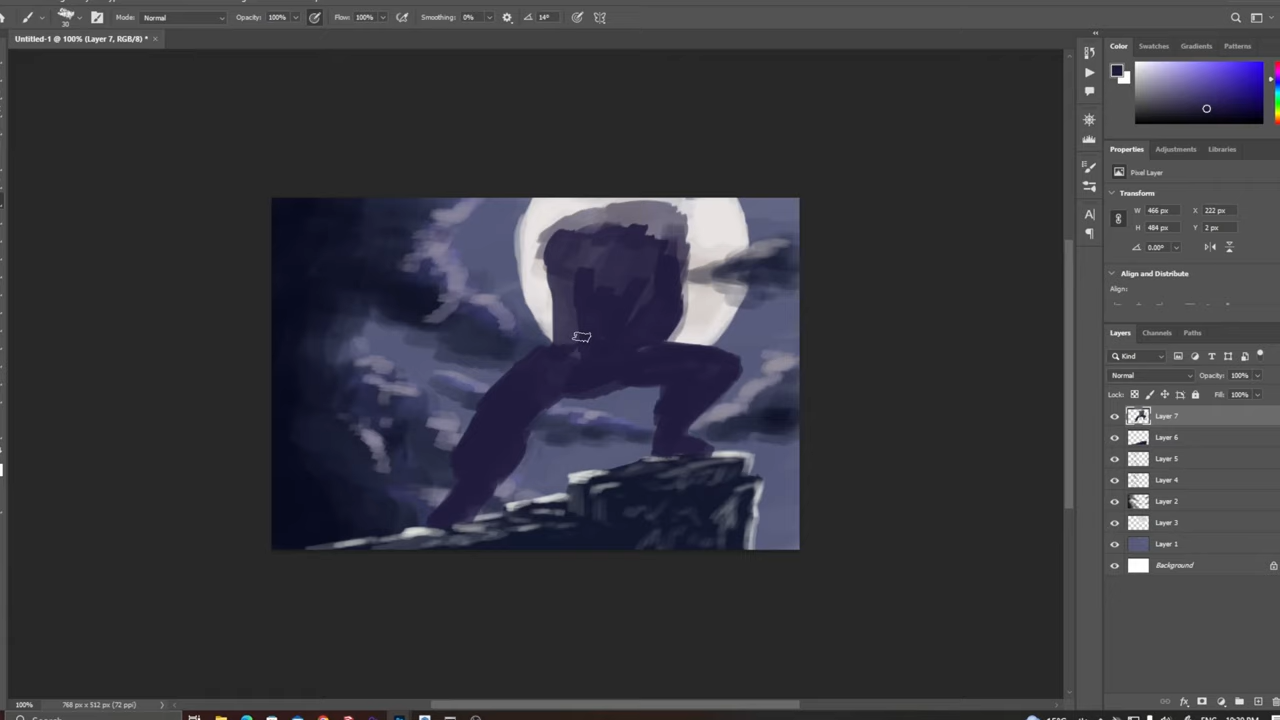 30
Mode: Normal
Opacity: 100%
Flow: 100%
Smoothing: 0%
14°
Untitled-1 @ 100% (Layer 7, RGB/8) *
Color Swatches Gradients Patterns
Properties Adjustments Libraries
Pixel Layer
Transform
W 466 px X 222 px
H 484 px Y 2 px
0.00°
Align and Distribute
Align:
Layers Channels Paths
Kind
Normal Opacity: 100%
Lock: Fill: 100%
Layer 7
Layer 6
Layer 5
Layer 4
Layer 2
Layer 3
Layer 1
Background
100% 768 px x 512 px (72 ppi)